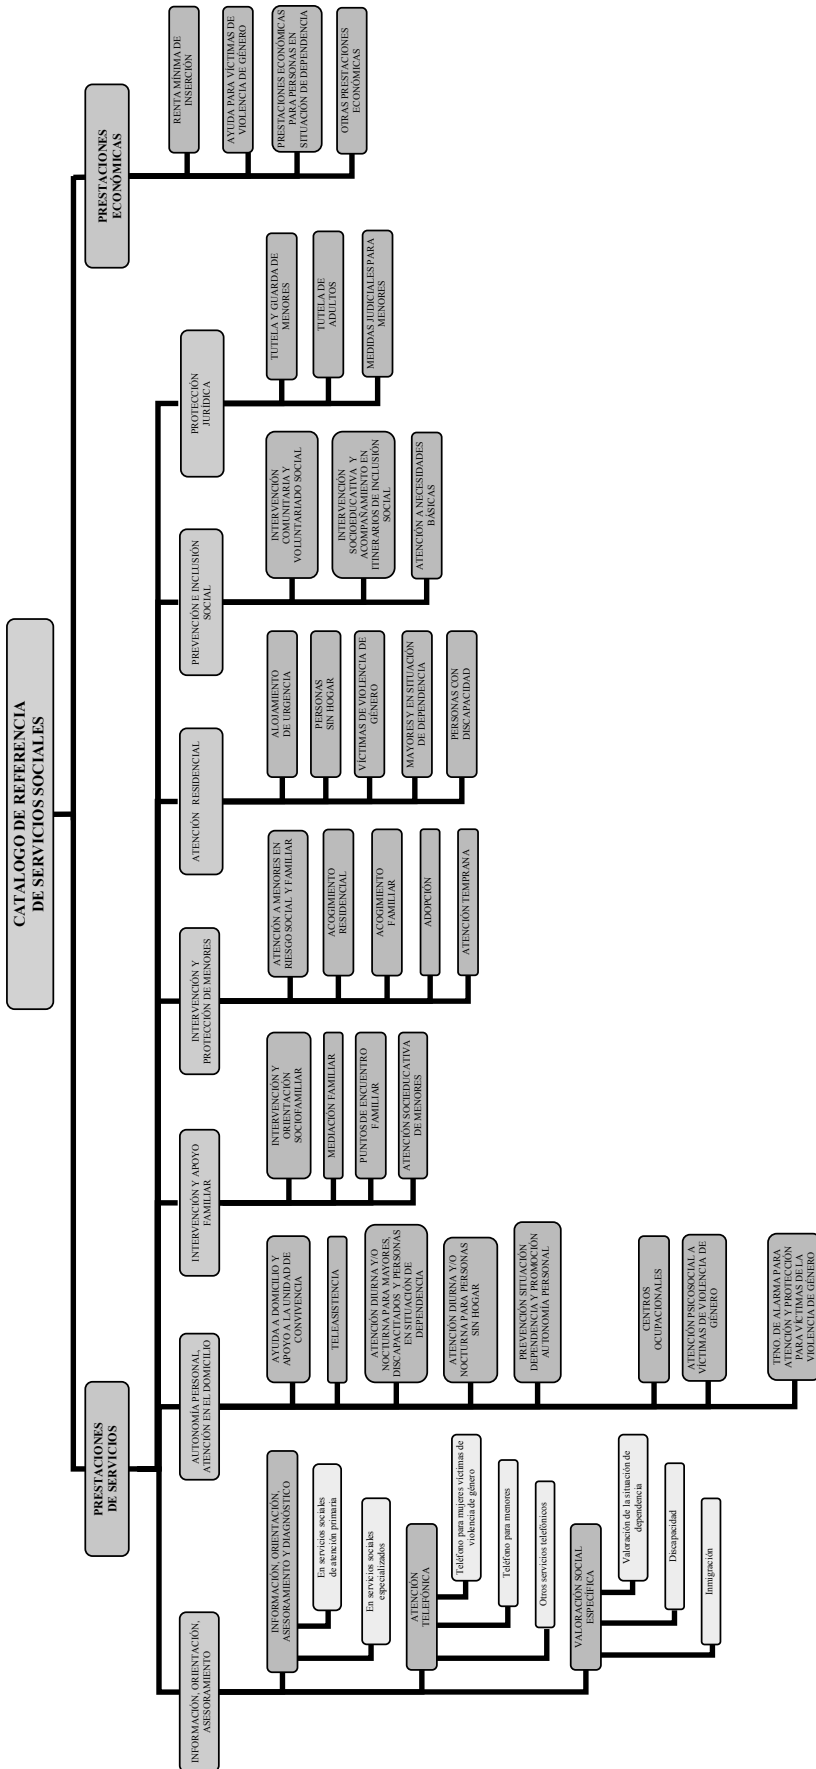 CATALOGO DE REFERENCIA
DE SERVICIOS SOCIALES
PRESTACIONES
DE SERVICIOS
INFORMACIÓN, ORIENTACIÓN,
ASESORAMIENTO
INFORMACIÓN, ORIENTACIÓN,
ASESORAMIENTO Y DIAGNÓSTICO
En servicios sociales
de atención primaria
En servicios sociales
especializados
ATENCIÓN
TELEFÓNICA
Teléfono para mujeres víctimas de
violencia de género
Teléfono para menores
Otros servicios telefónicos
VALORACIÓN SOCIAL
ESPECÍFICA
Valoración de la situación de
dependencia
Discapacidad
Inmigración
AUTONOMÍA PERSONAL,
ATENCIÓN EN EL DOMICILIO
AYUDA A DOMICILIO Y
APOYO A LA UNIDAD DE
CONVIVENCIA
TELEASISTENCIA
ATENCIÓN DIURNA Y/O
NOCTURNA PARA MAYORES,
DISCAPACITADOS Y PERSONAS
EN SITUACIÓN DE
DEPENDENCIA
ATENCIÓN DIURNA Y/O
NOCTURNA PARA PERSONAS
SIN HOGAR
PREVENCIÓN SITUACIÓN
DEPENDENCIA Y PROMOCIÓN
AUTONOMÍA PERSONAL
CENTROS
OCUPACIONALES
ATENCIÓN PSICOSOCIAL A
VÍCTIMAS DE VIOLENCIA DE
GÉNERO
TFNO. DE ALARMA PARA
ATENCIÓN Y PROTECCIÓN
PARA VÍCTIMAS DE LA
VIOLENCIA DE GÉNERO
INTERVENCIÓN Y APOYO
FAMILIAR
INTERVENCIÓN Y
ORIENTACIÓN
SOCIOFAMILIAR
MEDIACIÓN FAMILIAR
PUNTOS DE ENCUENTRO
FAMILIAR
ATENCIÓN SOCIEDUCATIVA
DE MENORES
INTERVENCIÓN Y
PROTECCIÓN DE MENORES
ATENCIÓN A MENORES EN
RIESGO SOCIAL Y FAMILIAR
ACOGIMIENTO
RESIDENCIAL
ACOGIMIENTO
FAMILIAR
ADOPCIÓN
ATENCIÓN TEMPRANA
ATENCIÓN RESIDENCIAL
ALOJAMIENTO
DE URGENCIA
PERSONAS
SIN HOGAR
VÍCTIMAS DE VIOLENCIA DE
GÉNERO
MAYORES Y EN SITUACIÓN
DE DEPENDENCIA
PERSONAS CON
DISCAPACIDAD
PREVENCIÓN E INCLUSIÓN
SOCIAL
INTERVENCIÓN
COMUNITARIA Y
VOLUNTARIADO SOCIAL
INTERVENCIÓN
SOCIOEDUCATIVA Y
ACOMPAÑAMIENTO EN
ITINERARIOS DE INCLUSIÓN
SOCIAL
ATENCIÓN A NECESIDADES
BÁSICAS
PROTECCIÓN
JURÍDICA
TUTELA Y GUARDA DE
MENORES
TUTELA DE
ADULTOS
MEDIDAS JUDICIALES PARA
MENORES
PRESTACIONES
ECONÓMICAS
RENTA MÍNIMA DE
INSERCIÓN
AYUDA PARA VÍCTIMAS DE
VIOLENCIA DE GÉNERO
PRESTACIONES ECONÓMICAS
PARA PERSONAS EN
SITUACIÓN DE DEPENDENCIA
OTRAS PRESTACIONES
ECONÓMICAS